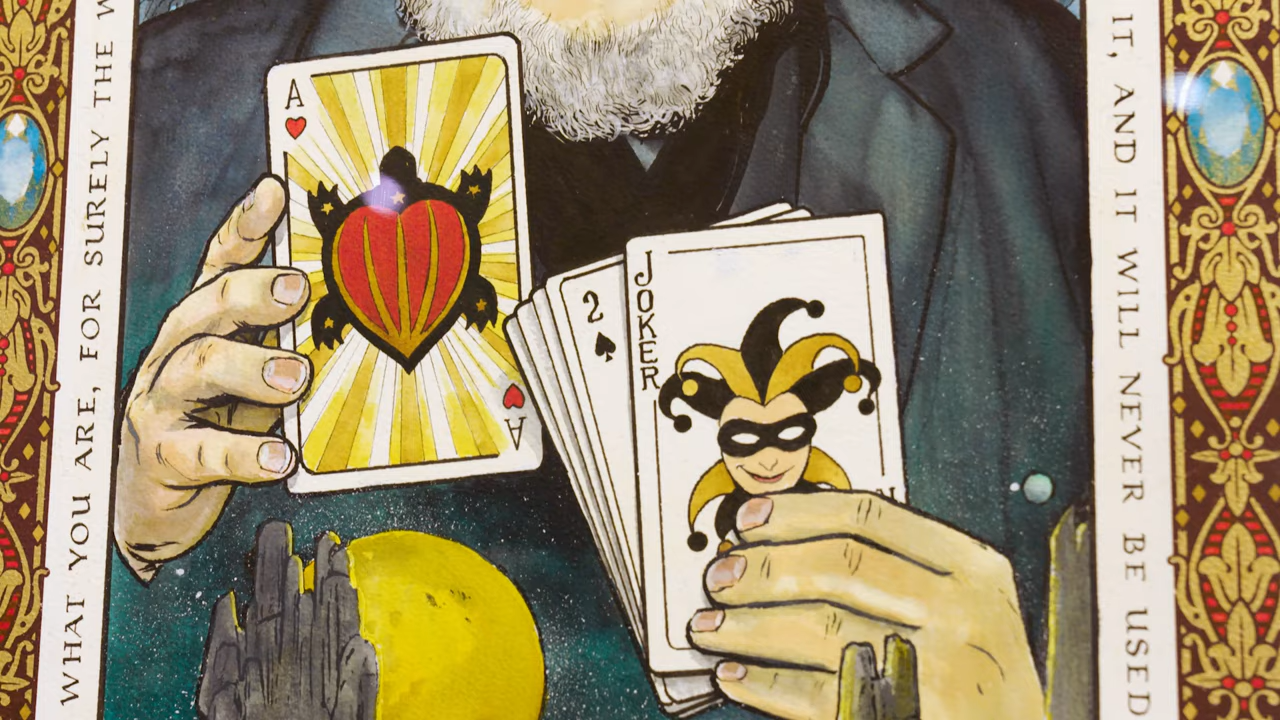 WHAT YOU ARE, FOR SURELY THE
A
A
2
JOKER
IT, AND IT WILL NEVER BE USED